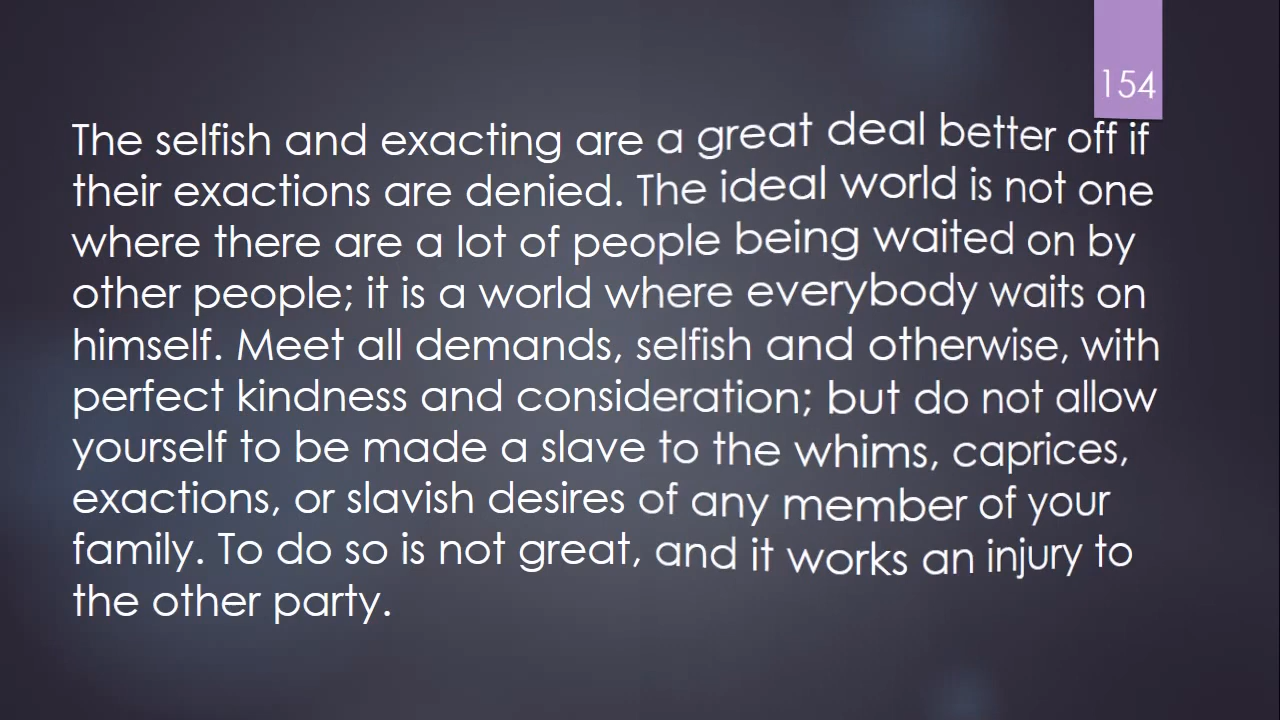 154
The selfish and exacting are a great deal better off if
their exactions are denied. The ideal world is not one
where there are a lot of people being waited on by
other people; it is a world where everybody waits on
himself. Meet all demands, selfish and otherwise, with
perfect kindness and consideration; but do not allow
yourself to be made a slave to the whims, caprices,
exactions, or slavish desires of any member of your
family. To do so is not great, and it works an injury to
the other party.